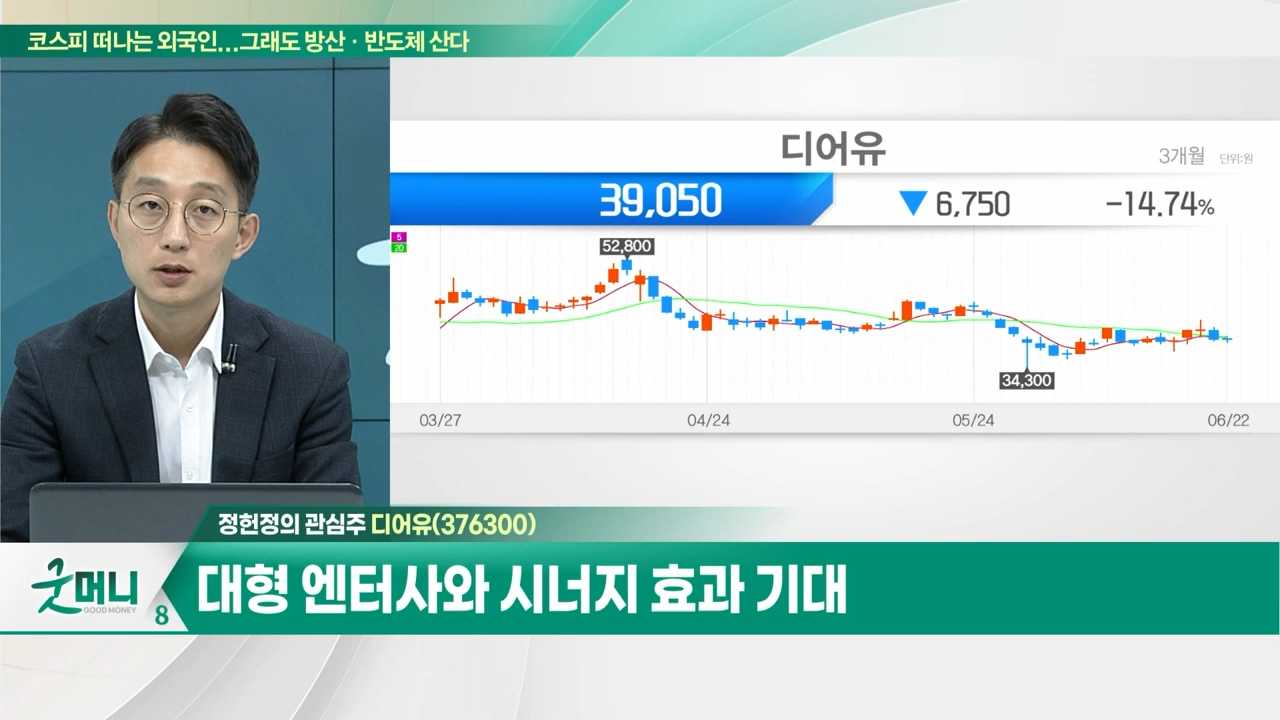 코스피 떠나는 외국인...그래도 방산·반도체 산다
디어유
3개월 단위:원
39,050 ▼6,750 -14.74%
5
20
52,800
34,300
03/27 04/24 05/24 06/22
정헌정의 관심주 디어유(376300)
굿머니
GOOD MONEY
8
대형 엔터사와 시너지 효과 기대